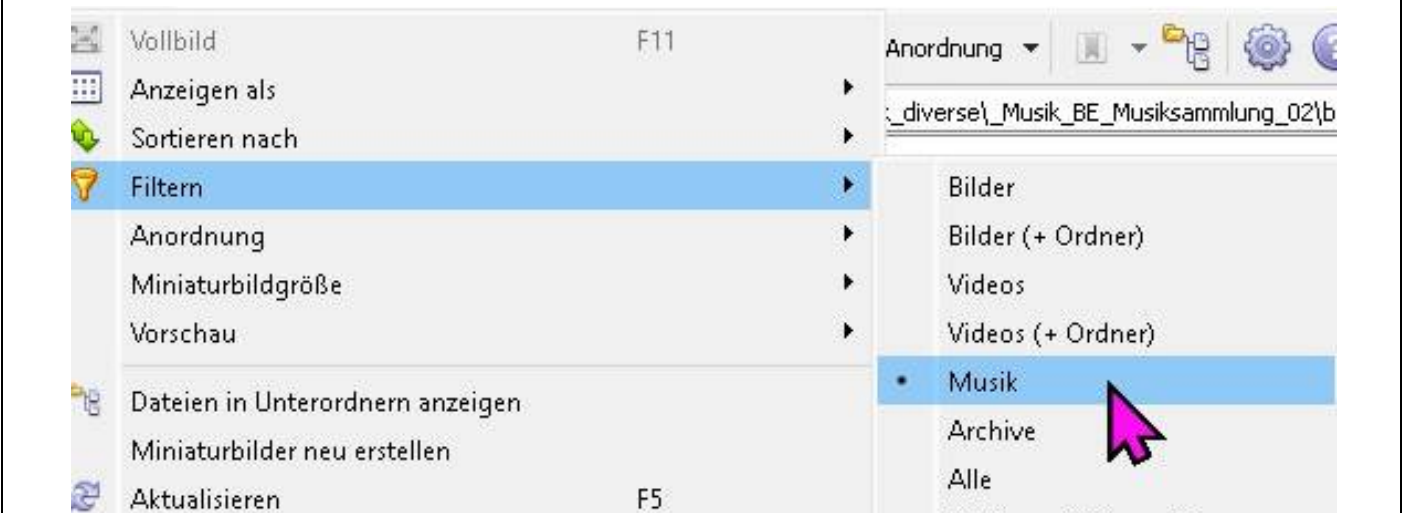 Vollbild F11
Anordnung
Anzeigen als
_diverse\_Musik_BE_Musiksammlung_02\b
Sortieren nach
Filtern
Bilder
Anordnung
Bilder (+ Ordner)
Miniaturbildgröße
Videos
Vorschau
Videos (+ Ordner)
Musik
Dateien in Unterordnern anzeigen
Archive
Miniaturbilder neu erstellen
Alle
Aktualisieren F5